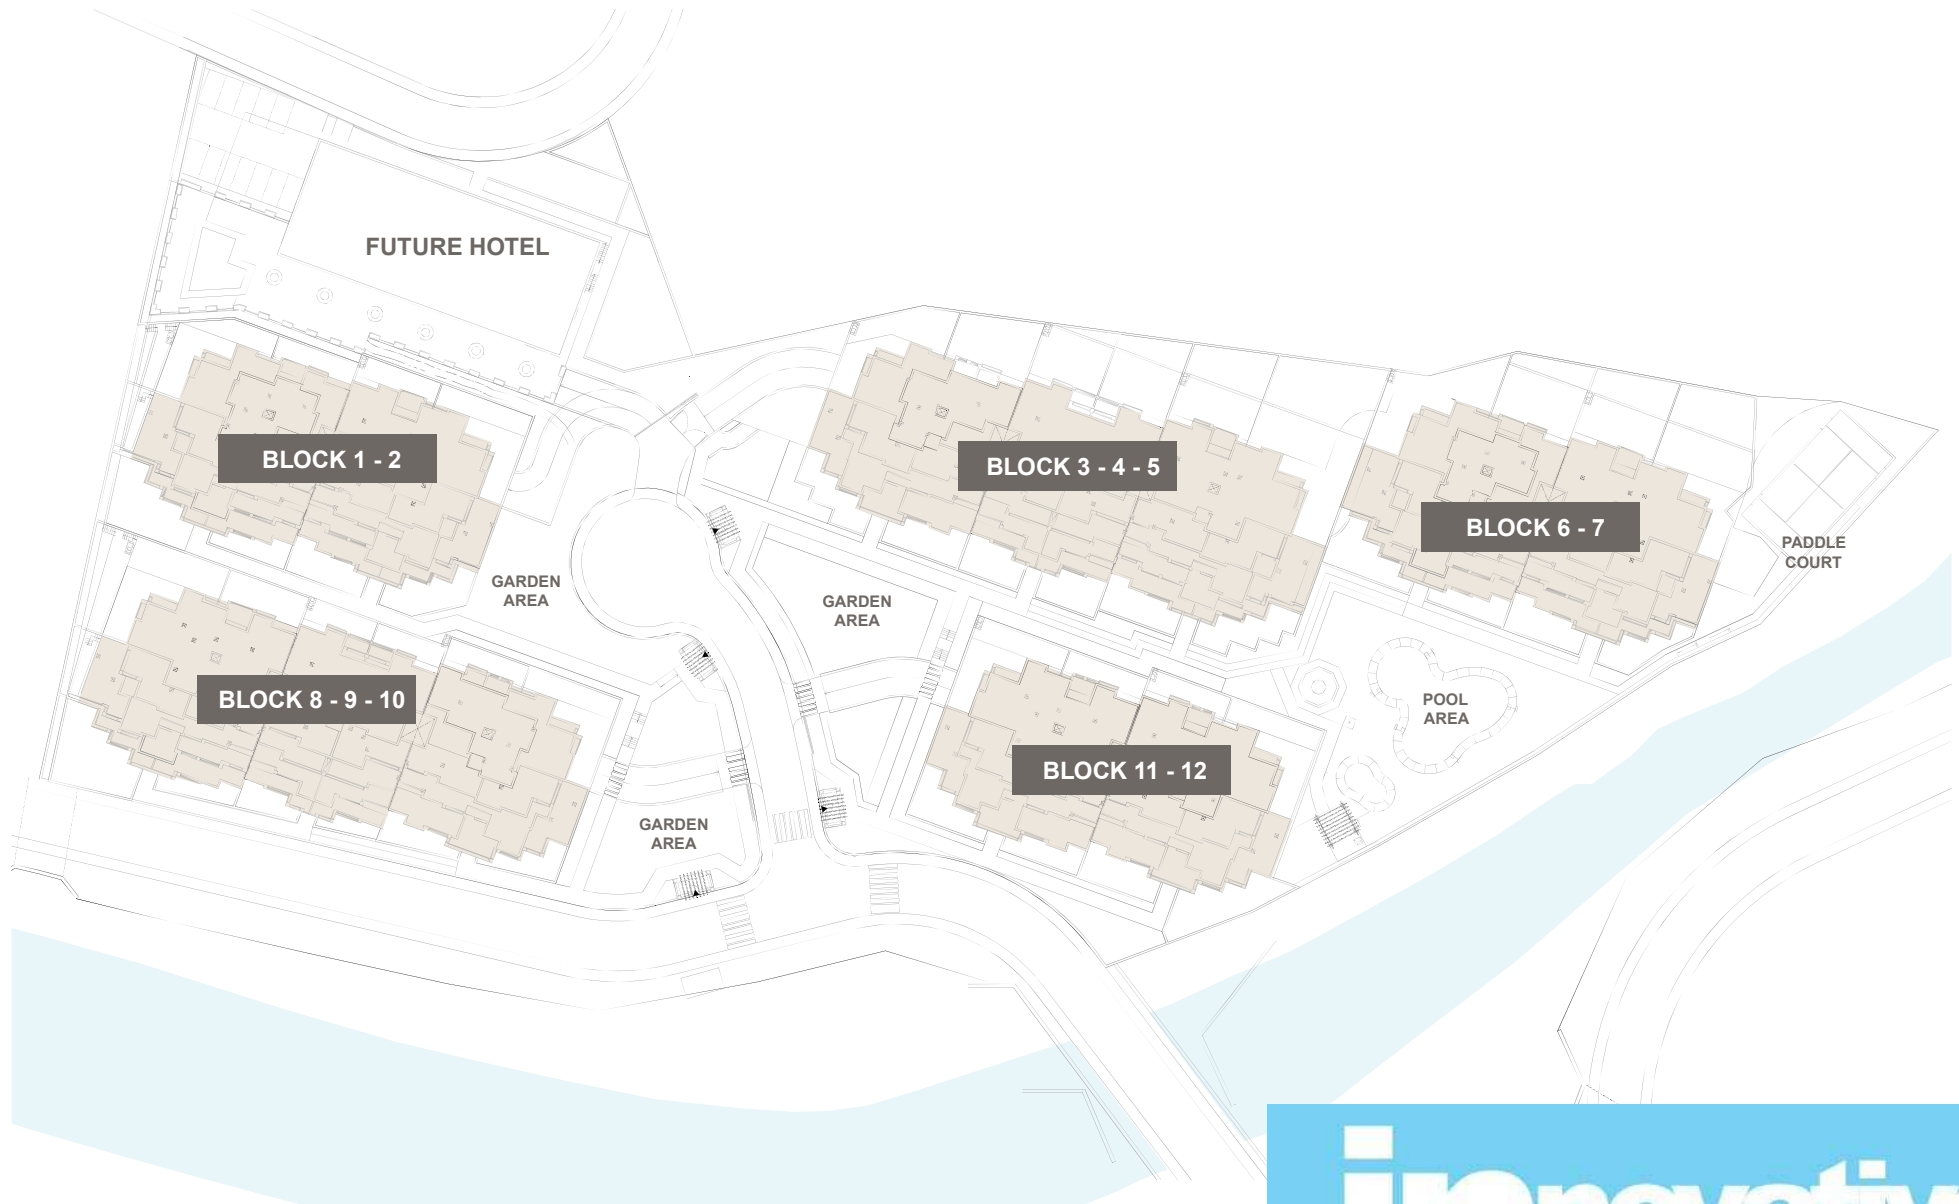 FUTURE HOTEL
BLOCK 1 - 2
BLOCK 3 - 4 - 5
BLOCK 6 - 7
PADDLE
COURT
GARDEN
AREA
GARDEN
AREA
BLOCK 8 - 9 - 10
POOL
AREA
BLOCK 11 - 12
GARDEN
AREA